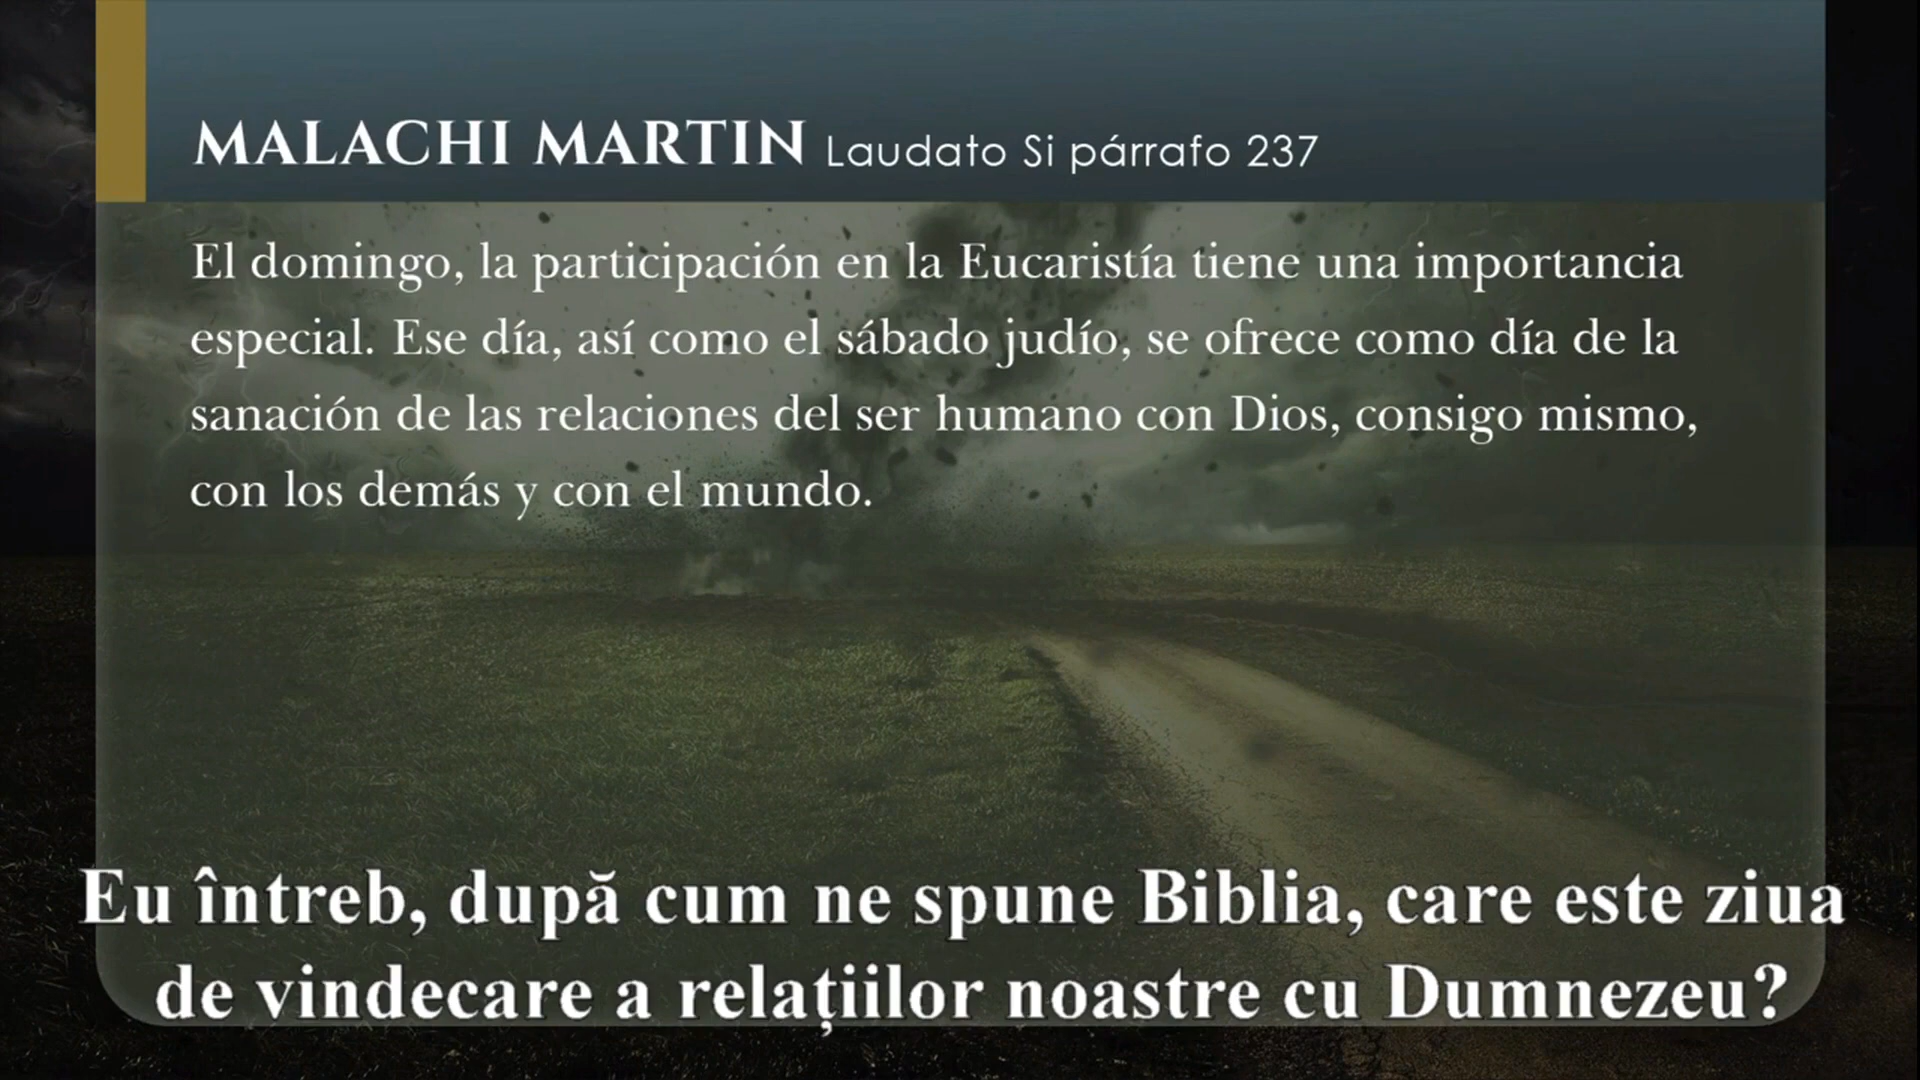 MALACHI MARTIN Laudato Si párrafo 237
El domingo, la participación en la Eucaristía tiene una importancia
especial. Ese día, así como el sábado judío, se ofrece como día de la
sanación de las relaciones del ser humano con Dios, consigo mismo,
con los demás y con el mundo.
Eu întreb, după cum ne spune Biblia, care este ziua
de vindecare a relațiilor noastre cu Dumnezeu?